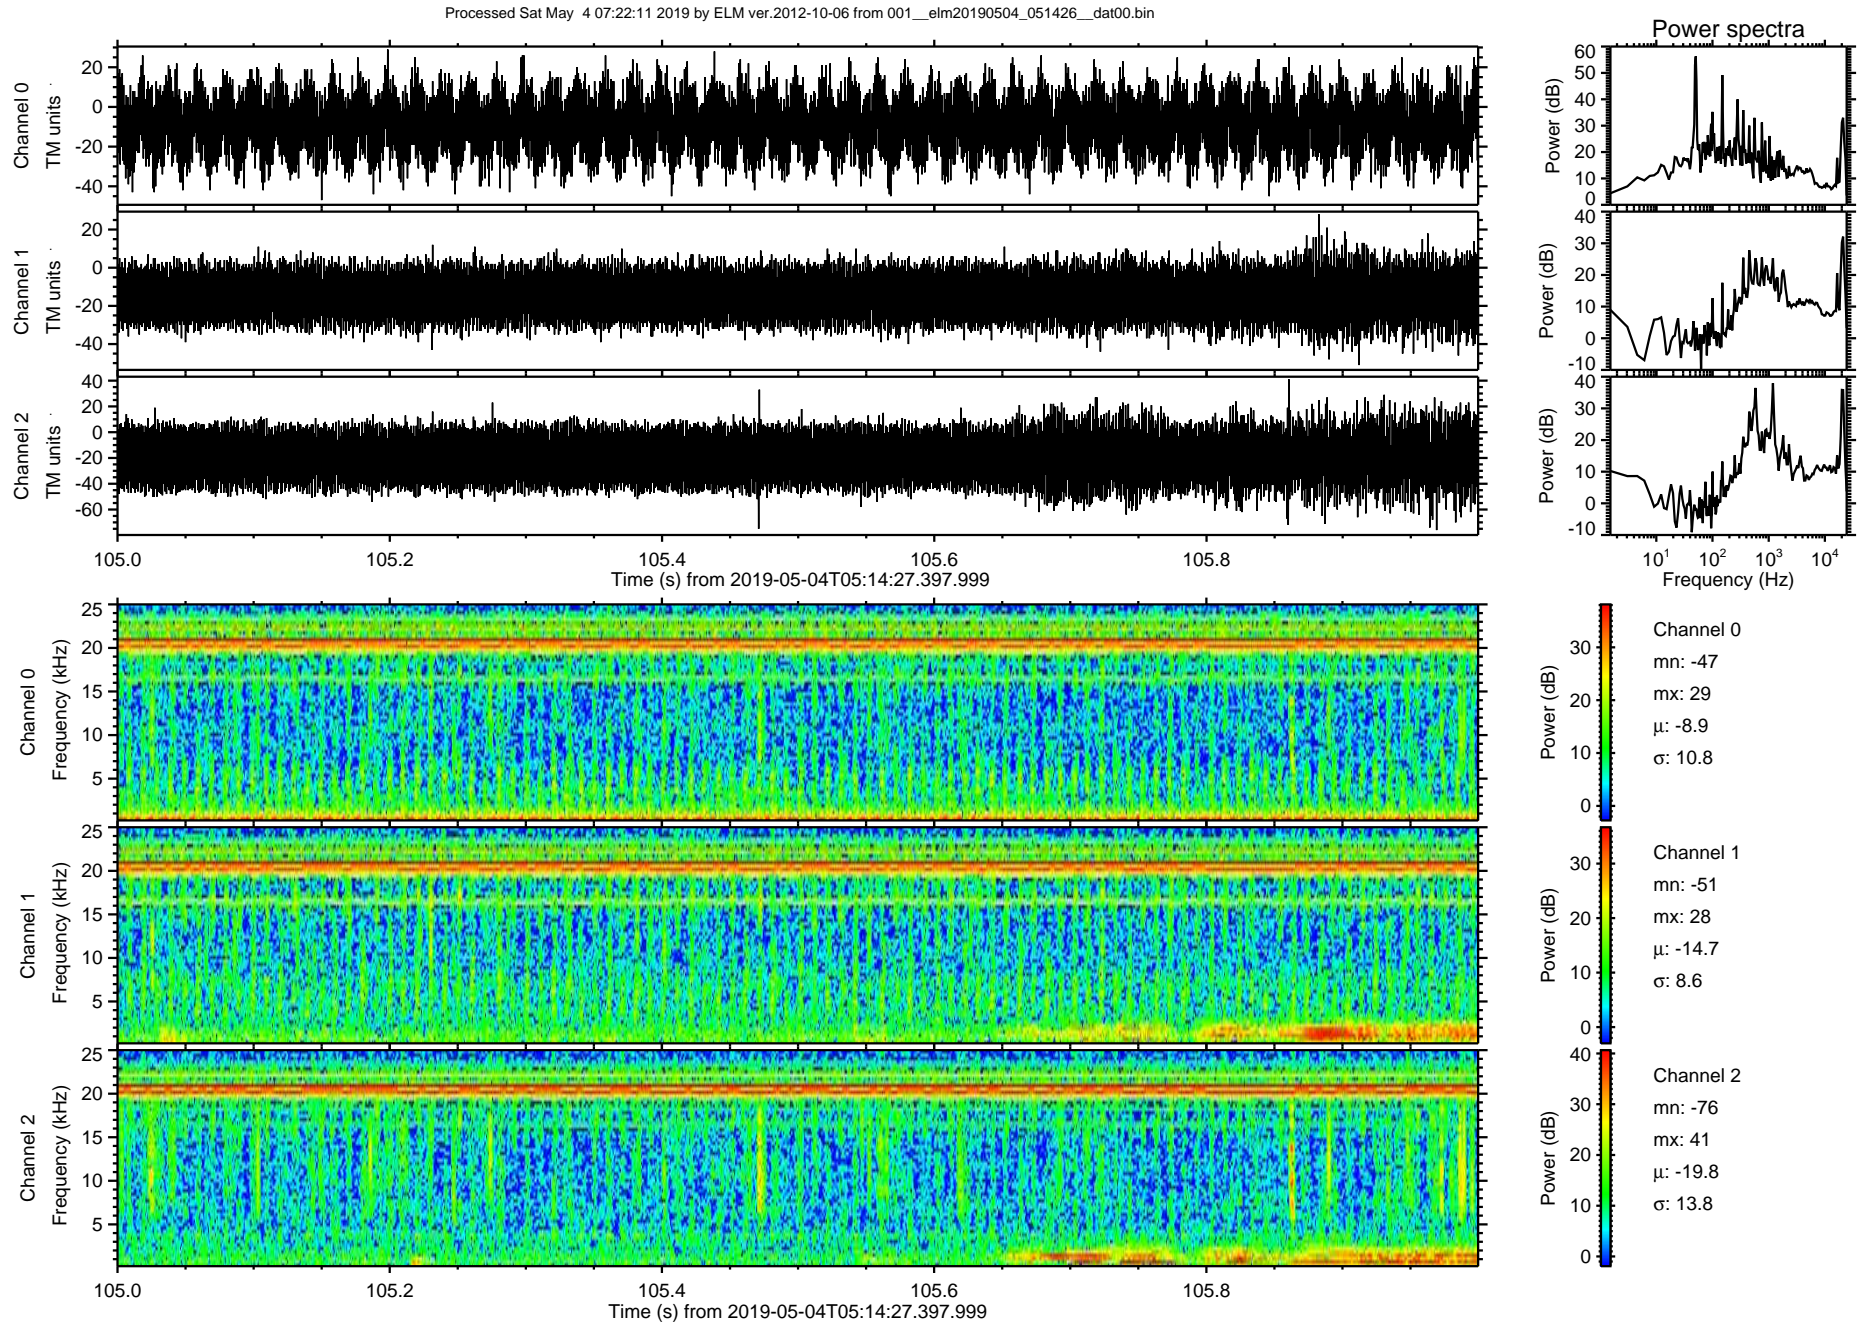 Processed Sat May  4 07:22:11 2019 by ELM ver.2012-10-06 from 001__elm20190504_051426__dat00.bin
Power spectra
Channel 0
TM units
20
0
-20
-40
Power (dB)
60
50
40
30
20
10
0
Channel 1
TM units
20
0
-20
-40
Power (dB)
40
30
20
10
0
-10
Channel 2
TM units
40
20
0
-20
-40
-60
Power (dB)
40
30
20
10
0
-10
105.0 105.2 105.4 105.6 105.8
Time (s) from 2019-05-04T05:14:27.397.999
10^1 10^2 10^3 10^4
Frequency (Hz)
Channel 0
Frequency (kHz)
25
20
15
10
5
Power (dB)
30
20
10
0
Channel 0
mn: -47
mx: 29
μ: -8.9
σ: 10.8
Channel 1
Frequency (kHz)
25
20
15
10
5
Power (dB)
30
20
10
0
Channel 1
mn: -51
mx: 28
μ: -14.7
σ: 8.6
Channel 2
Frequency (kHz)
25
20
15
10
5
Power (dB)
40
30
20
10
0
Channel 2
mn: -76
mx: 41
μ: -19.8
σ: 13.8
105.0 105.2 105.4 105.6 105.8
Time (s) from 2019-05-04T05:14:27.397.999